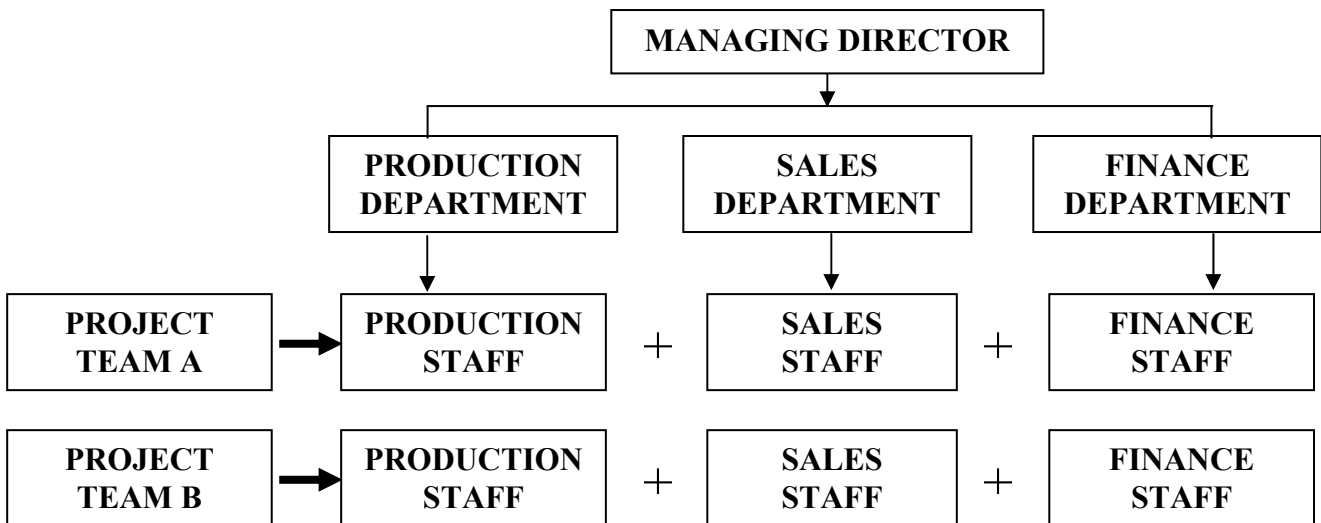 MANAGING DIRECTOR
PRODUCTION
DEPARTMENT
SALES
DEPARTMENT
FINANCE
DEPARTMENT
PROJECT
TEAM A
PRODUCTION
STAFF
+
SALES
STAFF
+
FINANCE
STAFF
PROJECT
TEAM B
PRODUCTION
STAFF
+
SALES
STAFF
+
FINANCE
STAFF